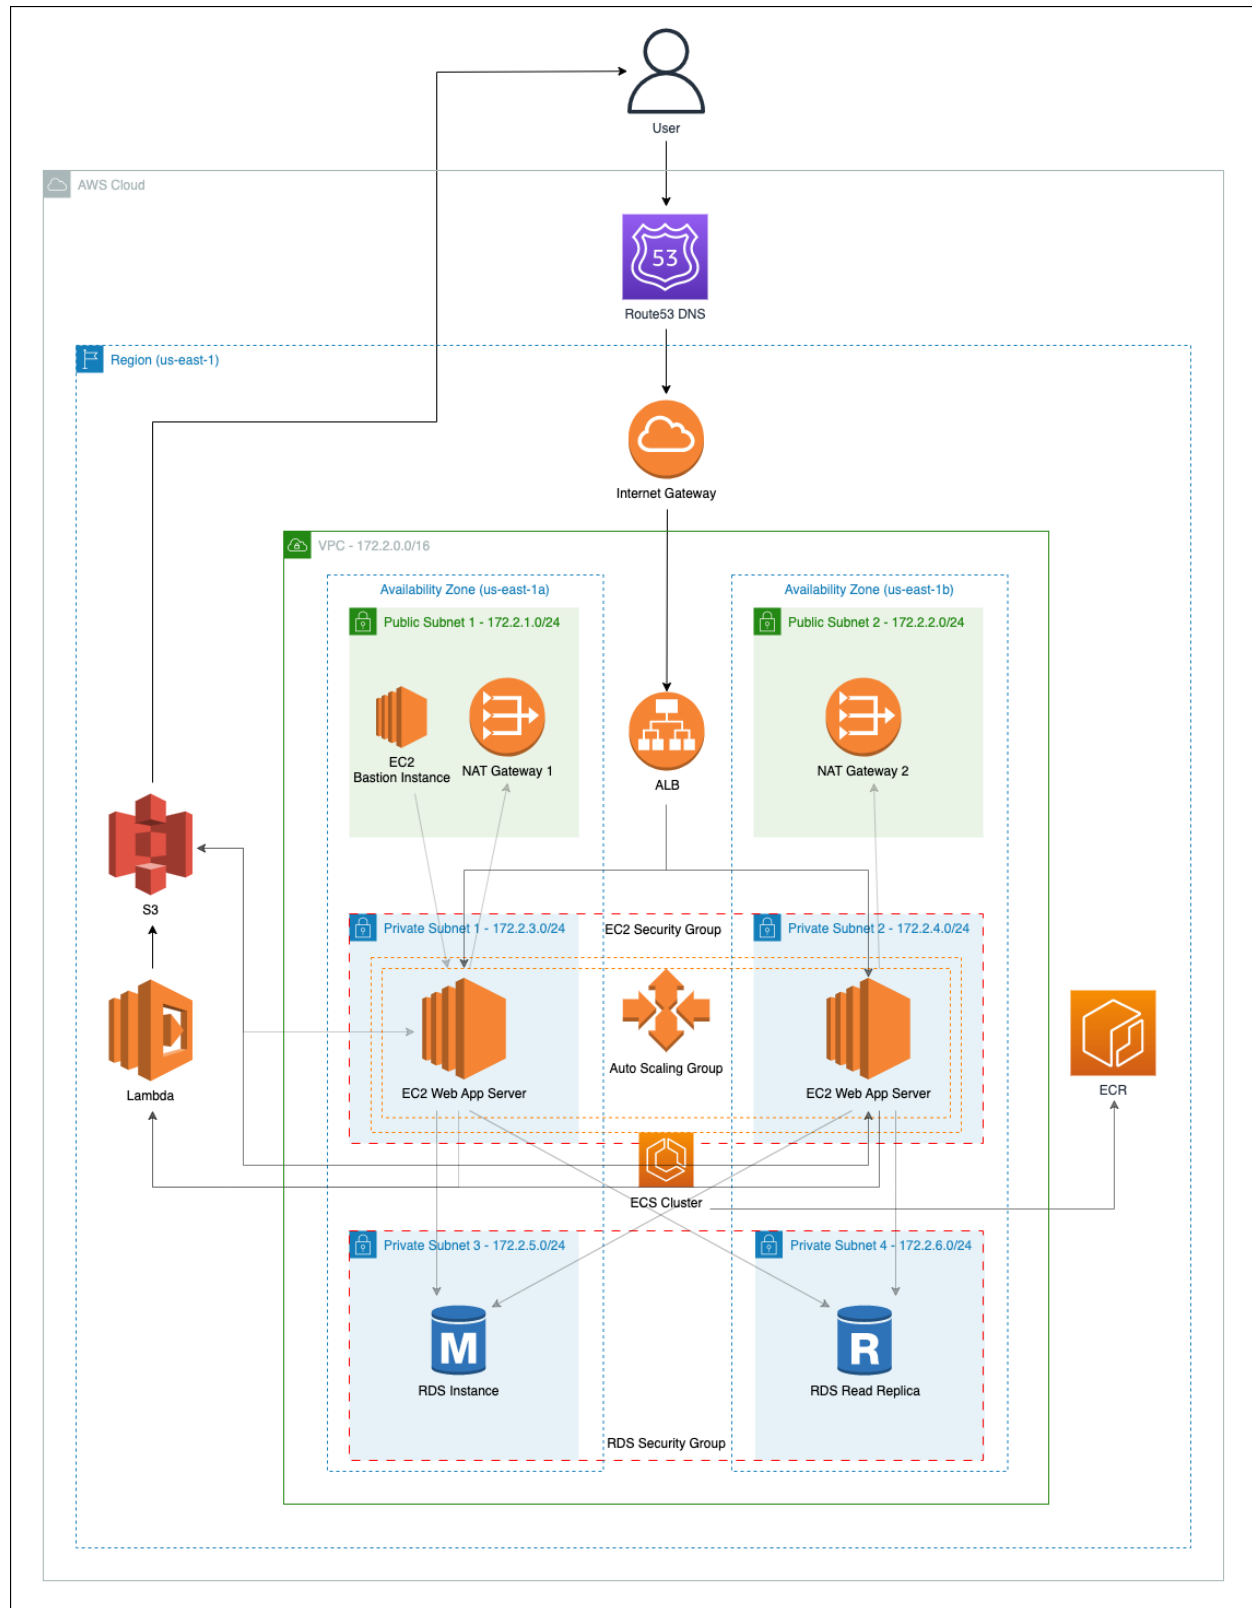 User
AWS Cloud
53
Route53 DNS
Region (us-east-1)
Internet Gateway
VPC - 172.2.0.0/16
Availability Zone (us-east-1a)
Availability Zone (us-east-1b)
Public Subnet 1 - 172.2.1.0/24
Public Subnet 2 - 172.2.2.0/24
EC2
Bastion Instance
NAT Gateway 1
ALB
NAT Gateway 2
S3
Private Subnet 1 - 172.2.3.0/24
EC2 Security Group
Private Subnet 2 - 172.2.4.0/24
Lambda
EC2 Web App Server
Auto Scaling Group
EC2 Web App Server
ECR
ECS Cluster
Private Subnet 3 - 172.2.5.0/24
Private Subnet 4 - 172.2.6.0/24
M
R
RDS Instance
RDS Read Replica
RDS Security Group